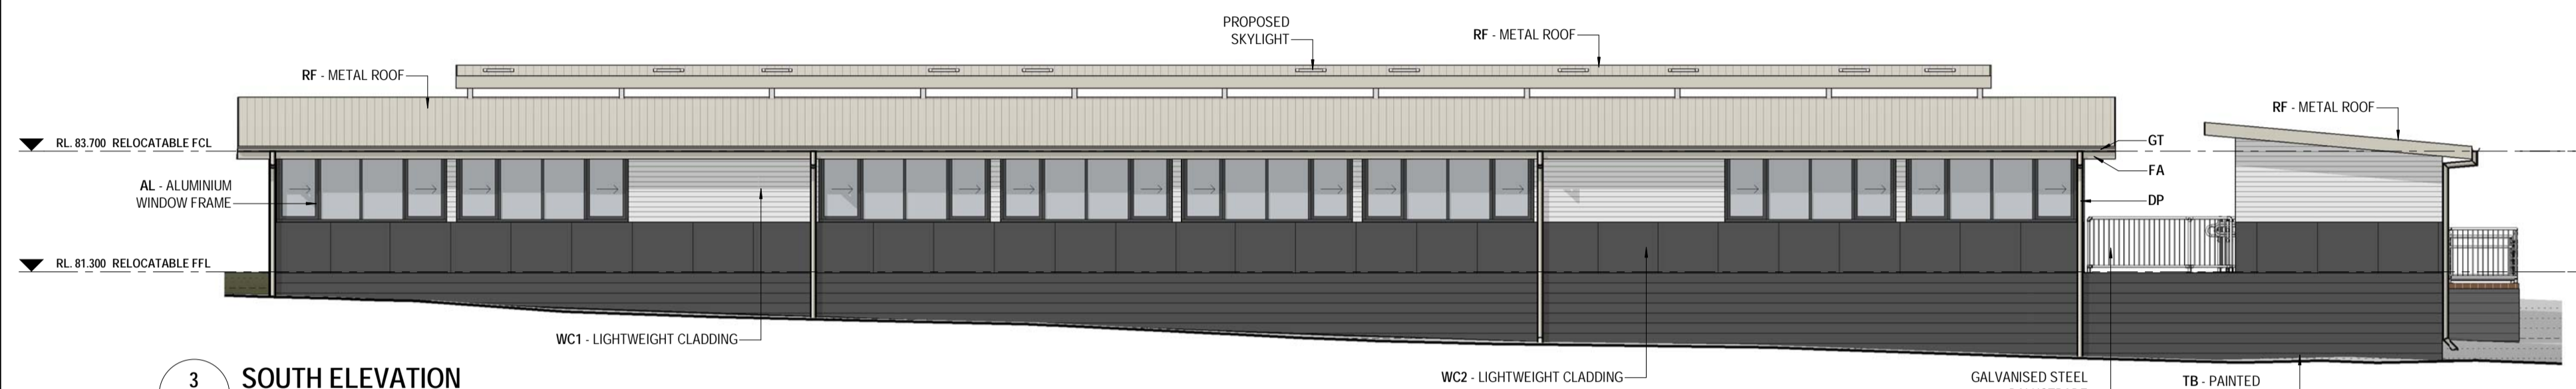 PROPOSED
SKYLIGHT
RF - METAL ROOF
RF - METAL ROOF
RF - METAL ROOF
RL. 83.700 RELOCATABLE FCL
GT
FA
AL - ALUMINIUM
WINDOW FRAME
DP
RL. 81.300 RELOCATABLE FFL
WC1 - LIGHTWEIGHT CLADDING
3
SOUTH ELEVATION
WC2 - LIGHTWEIGHT CLADDING
GALVANISED STEEL
TB - PAINTED